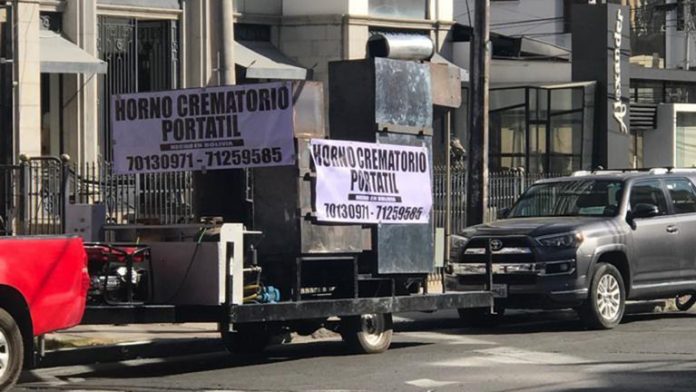 HORNO CREMATORIO
PORTATIL
HECHO EN BOLIVIA
70130971 - 71259585
HORNO CREMATORIO
PORTATIL
HECHO EN BOLIVIA
70130971 - 71259585